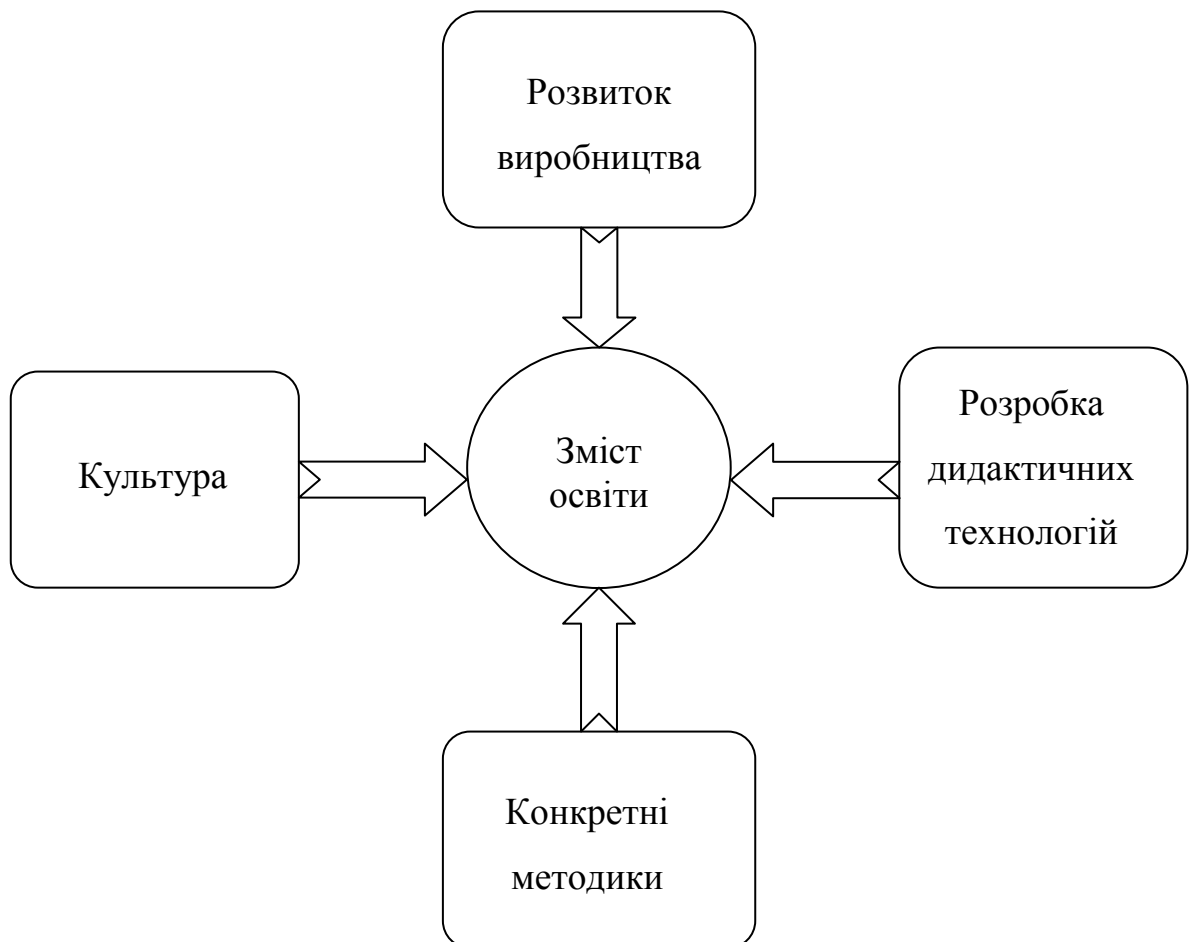 Розвиток
виробництва
Культура
Зміст
освіти
Розробка
дидактичних
технологій
Конкретні
методики